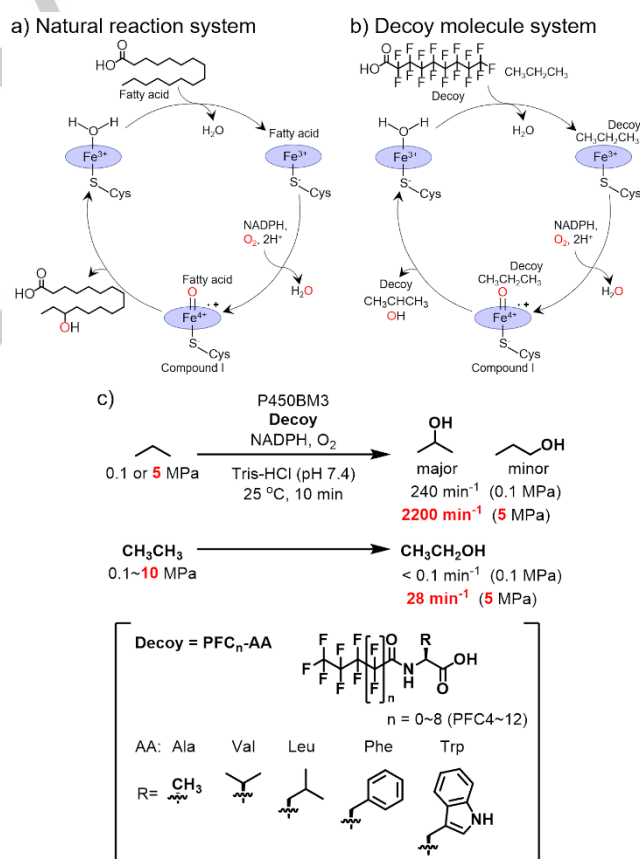 a) Natural reaction system
b) Decoy molecule system
O
HO
Fatty acid
H2O
Fatty acid
H O H
Fe3+
S-
Cys
Fe3+
S-
Cys
NADPH,
O2, 2H+
H2O
Fatty acid
O
Fe4+
·+
S-
Cys
Compound I
O
HO
OH
O F F F F F F F
HO F
F F F F F F F
CH3CH2CH3
Decoy
H2O
Decoy
CH3CH2CH3
H O H
Fe3+
S-
Cys
Fe3+
S-
Cys
NADPH,
O2, 2H+
H2O
Decoy
CH3CH2CH3
O
Fe4+
·+
S-
Cys
Compound I
Decoy
CH3CHCH3
OH
c)
P450BM3
Decoy
NADPH, O2
Tris-HCl (pH 7.4)
25 °C, 10 min
0.1 or 5 MPa
OH
OH
major minor
240 min-1 (0.1 MPa)
2200 min-1 (5 MPa)
CH3CH3
0.1~10 MPa
CH3CH2OH
< 0.1 min-1 (0.1 MPa)
28 min-1 (5 MPa)
Decoy = PFCn-AA
F F F F O R
F N OH
F F F F H O
n
n = 0~8 (PFC4~12)
AA: Ala Val Leu Phe Trp
R= CH3
NH